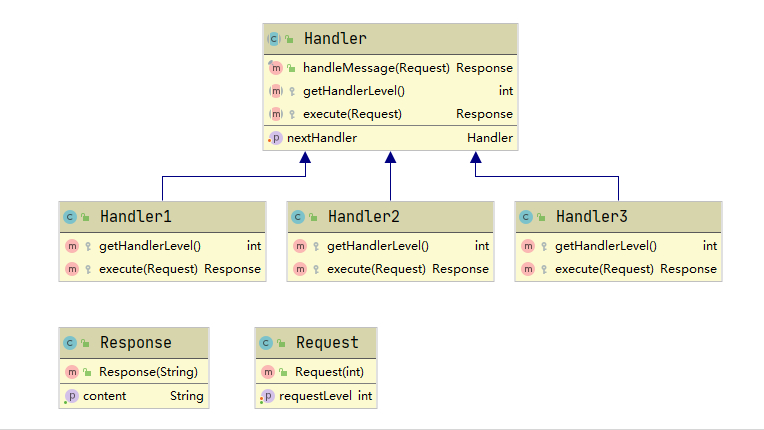 Handler
handleMessage(Request) Response
getHandlerLevel() int
execute(Request) Response
nextHandler Handler
Handler1
getHandlerLevel() int
execute(Request) Response
Handler2
getHandlerLevel() int
execute(Request) Response
Handler3
getHandlerLevel() int
execute(Request) Response
Response
Response(String)
content String
Request
Request(int)
requestLevel int